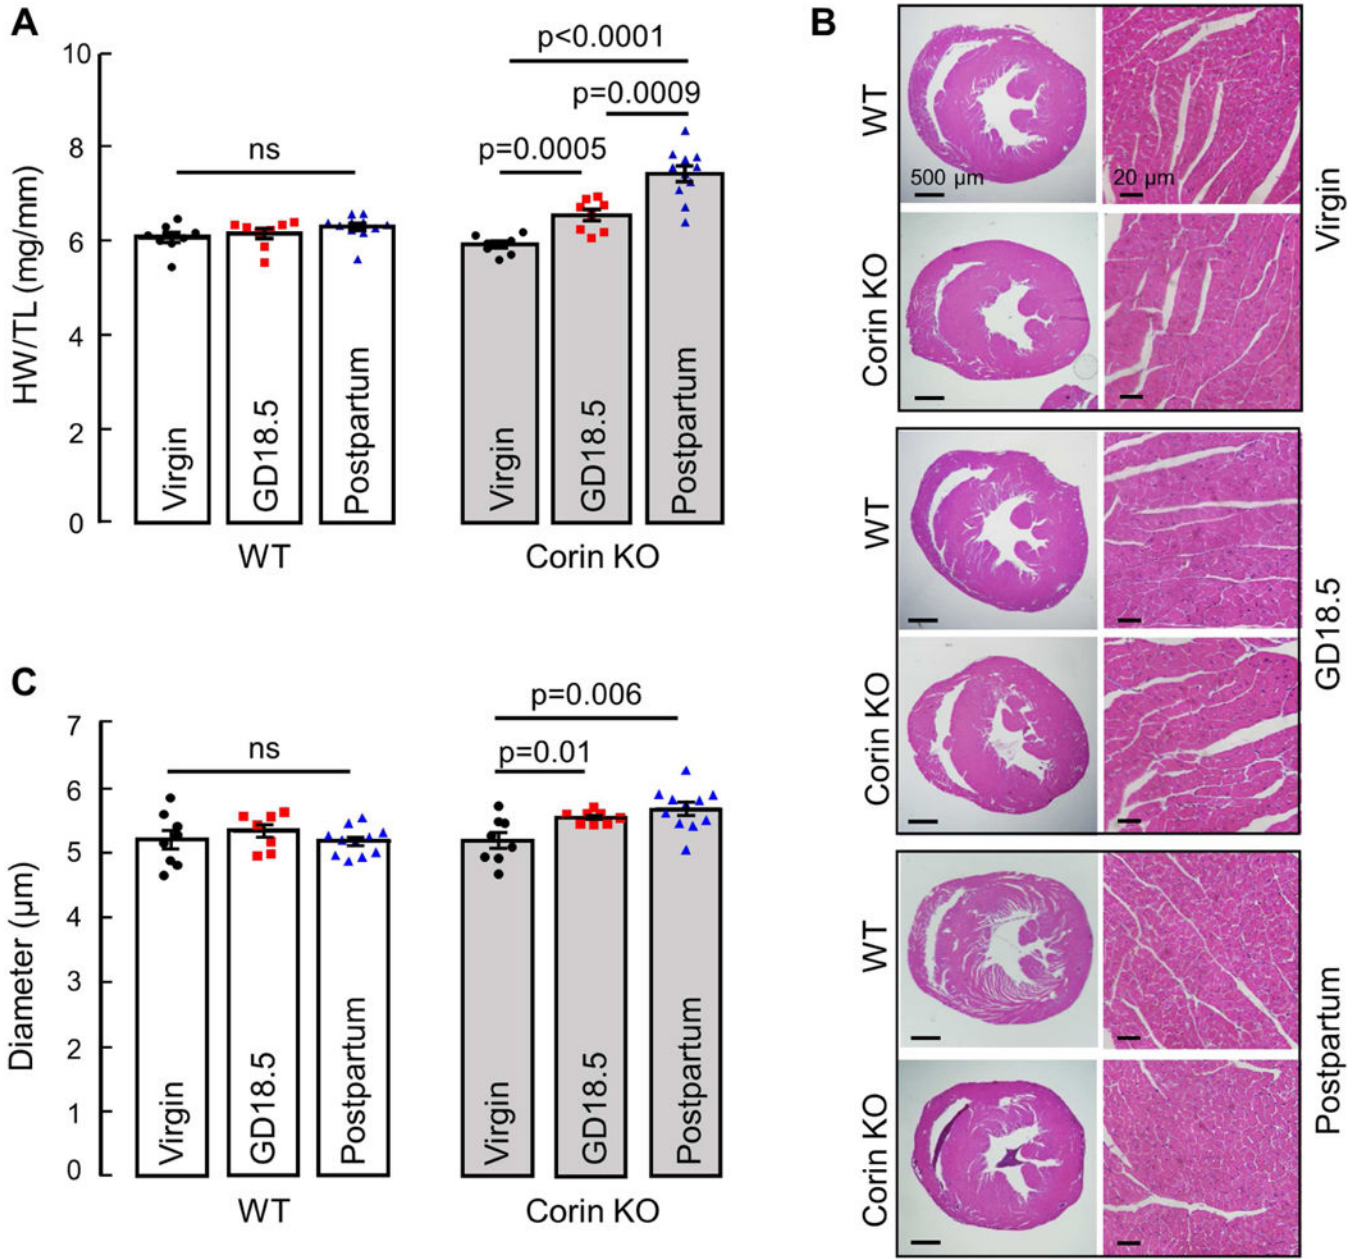 A
HW/TL (mg/mm)
10
8
6
4
2
0
ns
p<0.0001
p=0.0009
p=0.0005
Virgin
GD18.5
Postpartum
Virgin
GD18.5
Postpartum
WT
Corin KO
B
WT
500 µm
20 µm
Corin KO
Virgin
WT
Corin KO
GD18.5
WT
Corin KO
Postpartum
C
Diameter (µm)
7
6
5
4
3
2
1
0
ns
p=0.006
p=0.01
Virgin
GD18.5
Postpartum
Virgin
GD18.5
Postpartum
WT
Corin KO